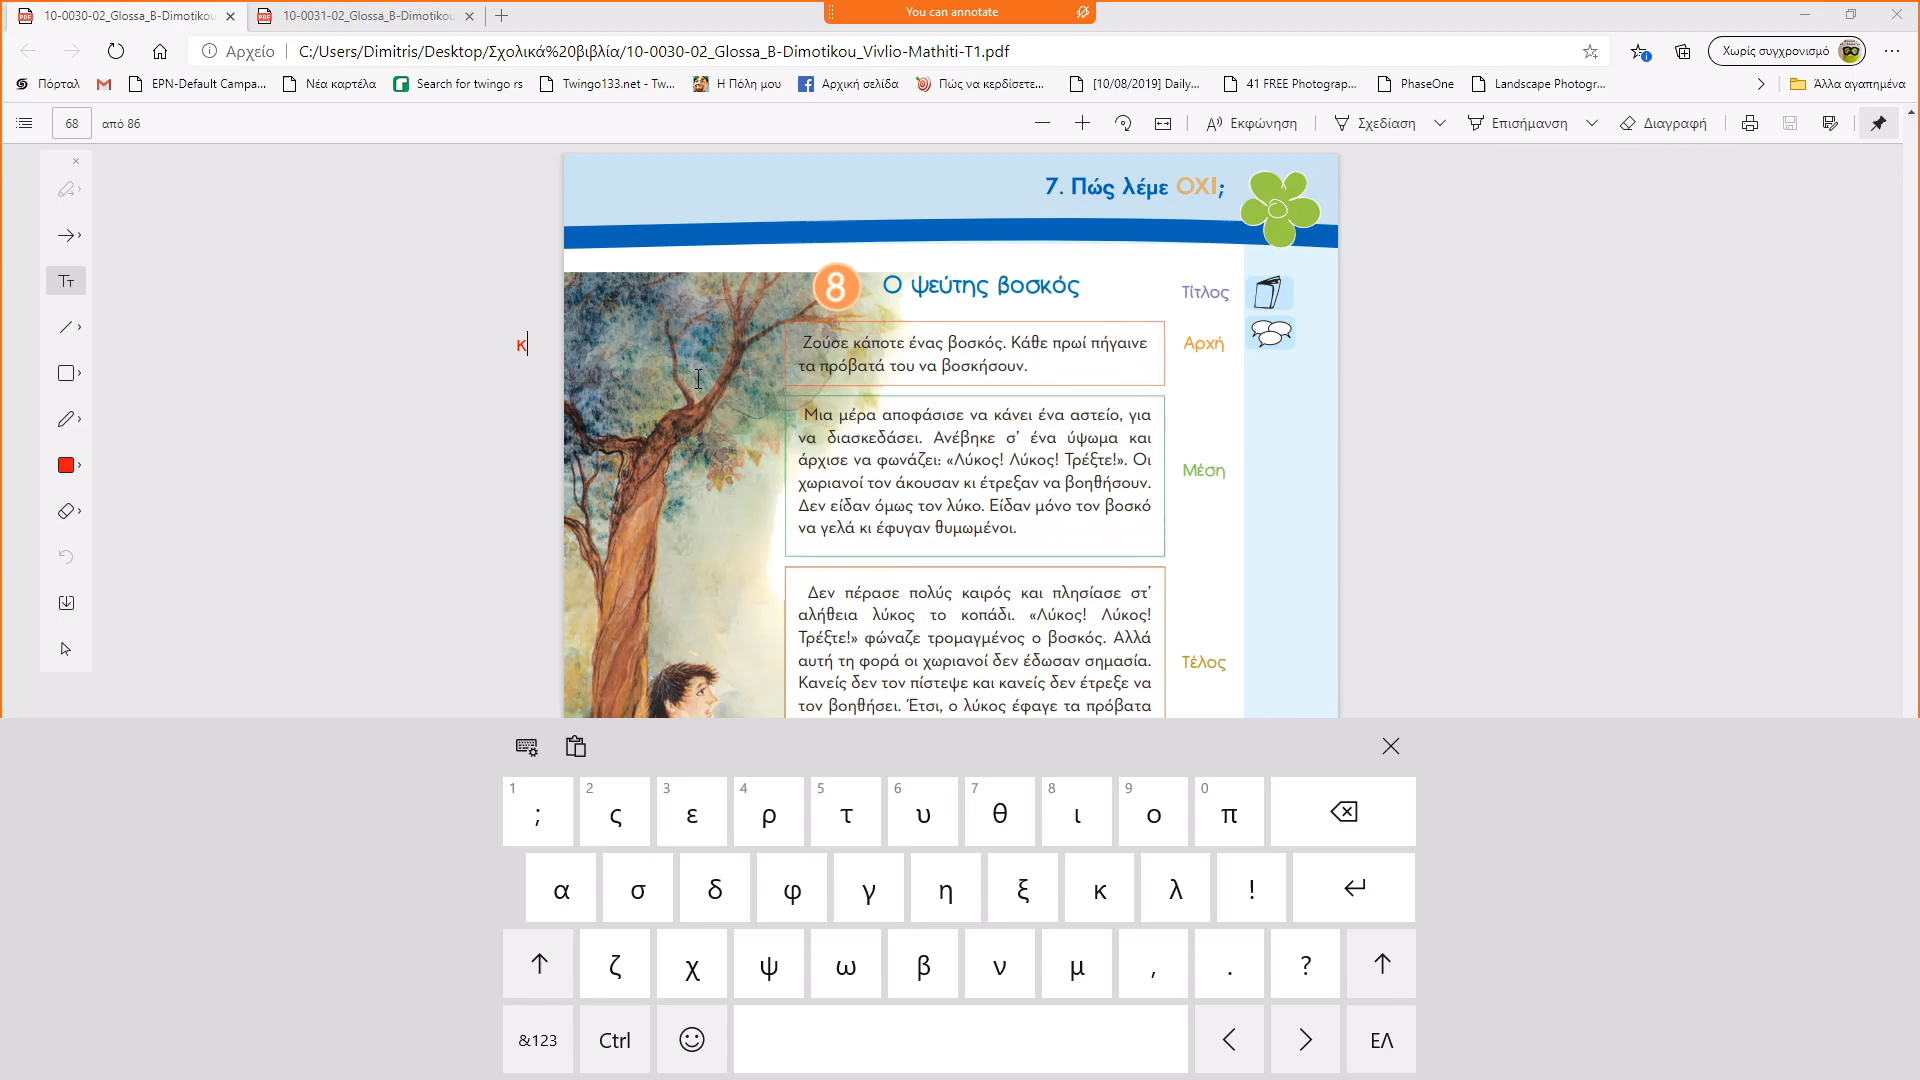 10-0030-02_Glossa_B-Dimotikou
10-0031-02_Glossa_B-Dimotikou
You can annotate
Αρχείο
C:/Users/Dimitris/Desktop/Σχολικά%20βιβλία/10-0030-02_Glossa_B-Dimotikou_Vivlio-Mathiti-T1.pdf
Χωρίς συγχρονισμό
Πόρταλ
EPN-Default Campa...
Νέα καρτέλα
Search for twingo rs
Twingo133.net - Tw...
Η Πόλη μου
Αρχική σελίδα
Πώς να κερδίσετε...
[10/08/2019] Daily...
41 FREE Photograp...
PhaseOne
Landscape Photogr...
Άλλα αγαπημένα
68 από 86
Εκφώνηση
Σχεδίαση
Επισήμανση
Διαγραφή
7. Πώς λέμε ΟΧΙ;
8 Ο ψεύτης βοσκός
Τίτλος
κ
Ζούσε κάποτε ένας βοσκός. Κάθε πρωί πήγαινε
τα πρόβατά του να βοσκήσουν.
Αρχή
Μια μέρα αποφάσισε να κάνει ένα αστείο, για
να διασκεδάσει. Ανέβηκε σ' ένα ύψωμα και
άρχισε να φωνάζει: «Λύκος! Λύκος! Τρέξτε!». Οι
χωριανοί τον άκουσαν κι έτρεξαν να βοηθήσουν.
Δεν είδαν όμως τον λύκο. Είδαν μόνο τον βοσκό
να γελά κι έφυγαν θυμωμένοι.
Μέση
Δεν πέρασε πολύς καιρός και πλησίασε στ'
αλήθεια λύκος το κοπάδι. «Λύκος! Λύκος!
Τρέξτε!» φώναζε τρομαγμένος ο βοσκός. Αλλά
αυτή τη φορά οι χωριανοί δεν έδωσαν σημασία.
Κανείς δεν τον πίστεψε και κανείς δεν έτρεξε να
τον βοηθήσει. Έτσι, ο λύκος έφαγε τα πρόβατα
Τέλος
1 2 3 4 5 6 7 8 9 0
; ς ε ρ τ υ θ ι ο π
α σ δ φ γ η ξ κ λ !
ζ χ ψ ω β ν μ , . ?
&123 Ctrl ΕΛ